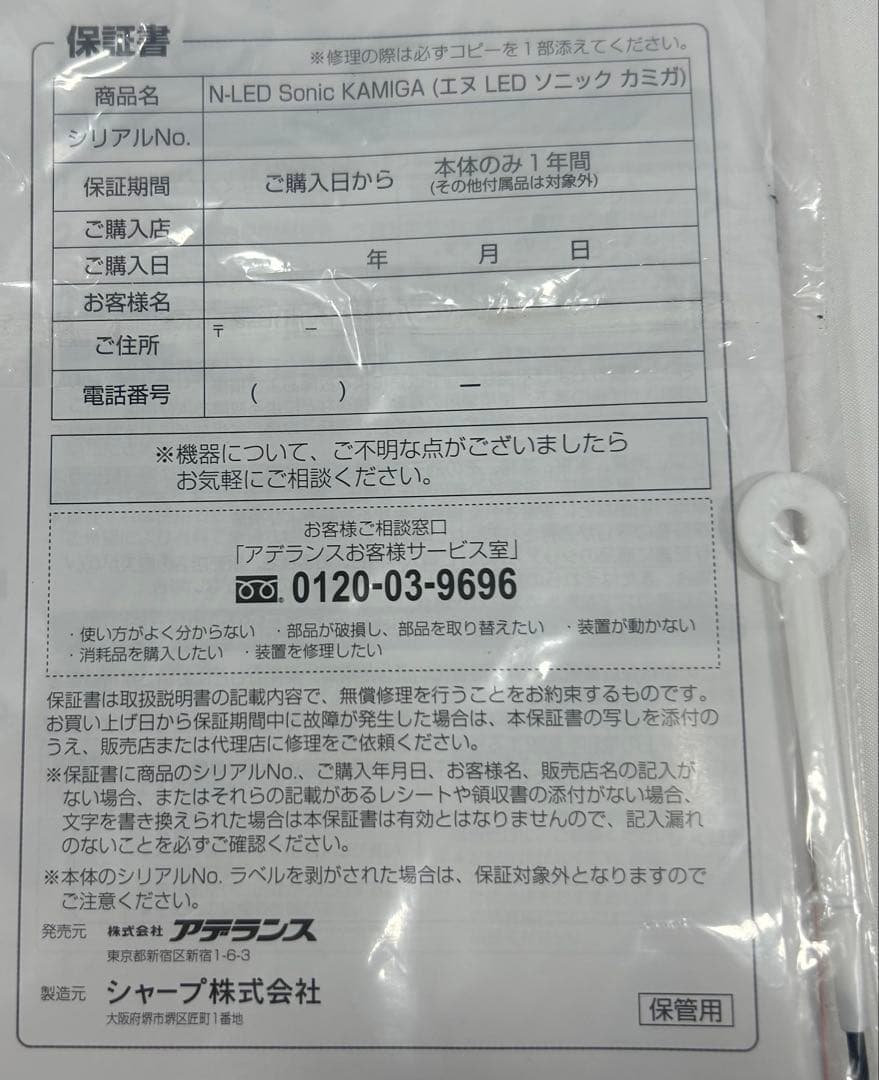 保証書
※修理の際は必ずコピーを1部添えてください。
商品名 N-LED Sonic KAMIGA (エヌ LED ソニック カミガ)
シリアルNo.
保証期間 ご購入日から 本体のみ1年間
(その他付属品は対象外)
ご購入店
ご購入日 年 月 日
お客様名
ご住所 〒 −
電話番号 ( ) −
※機器について、ご不明な点がございましたら
お気軽にご相談ください。
お客様ご相談窓口
「アデランスお客様サービス室」
0120-03-9696
・使い方がよく分からない ・部品が破損し、部品を取り替えたい ・装置が動かない
・消耗品を購入したい ・装置を修理したい
保証書は取扱説明書の記載内容で、無償修理を行うことをお約束するものです。
お買い上げ日から保証期間中に故障が発生した場合は、本保証書の写しを添付の
うえ、販売店または代理店に修理をご依頼ください。
※保証書に商品のシリアルNo.、ご購入年月日、お客様名、販売店名の記入が
ない場合、またはそれらの記載があるレシートや領収書の添付がない場合、
文字を書き換えられた場合は本保証書は有効とはなりませんので、記入漏れ
のないことを必ずご確認ください。
※本体のシリアルNo. ラベルを剥がされた場合は、保証対象外となりますので
ご注意ください。
発売元 株式会社 アデランス
東京都新宿区新宿1-6-3
製造元 シャープ株式会社
大阪府堺市堺区匠町1番地
保管用